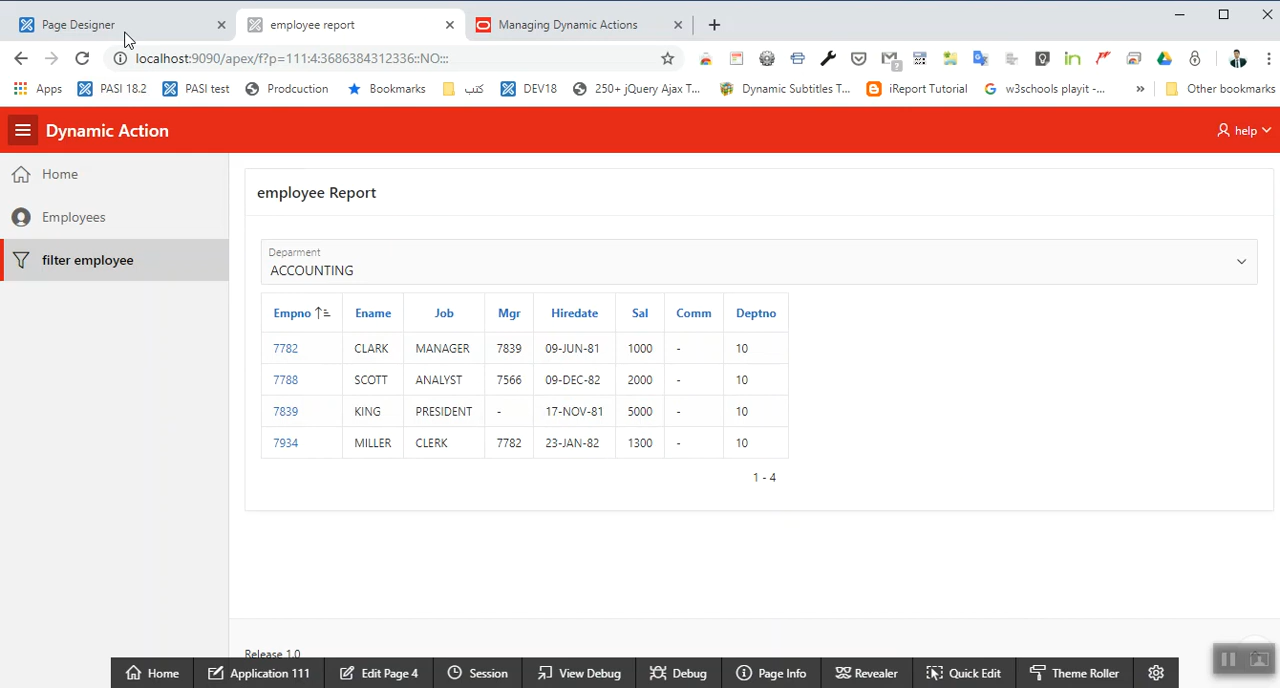 Page Designer
employee report
Managing Dynamic Actions
localhost:9090/apex/f?p=111:4:3686384312336::NO:::
Apps
PASI 18.2
PASI test
Prodcuction
Bookmarks
كتب
DEV18
250+ jQuery Ajax T...
Dynamic Subtitles T...
iReport Tutorial
w3schools playit -...
»
Other bookmarks
Dynamic Action
help
Home
Employees
filter employee
employee Report
Deparment
ACCOUNTING
Empno Ename Job Mgr Hiredate Sal Comm Deptno
7782 CLARK MANAGER 7839 09-JUN-81 1000 - 10
7788 SCOTT ANALYST 7566 09-DEC-82 2000 - 10
7839 KING PRESIDENT - 17-NOV-81 5000 - 10
7934 MILLER CLERK 7782 23-JAN-82 1300 - 10
1 - 4
Release 1.0
Home
Application 111
Edit Page 4
Session
View Debug
Debug
Page Info
Revealer
Quick Edit
Theme Roller